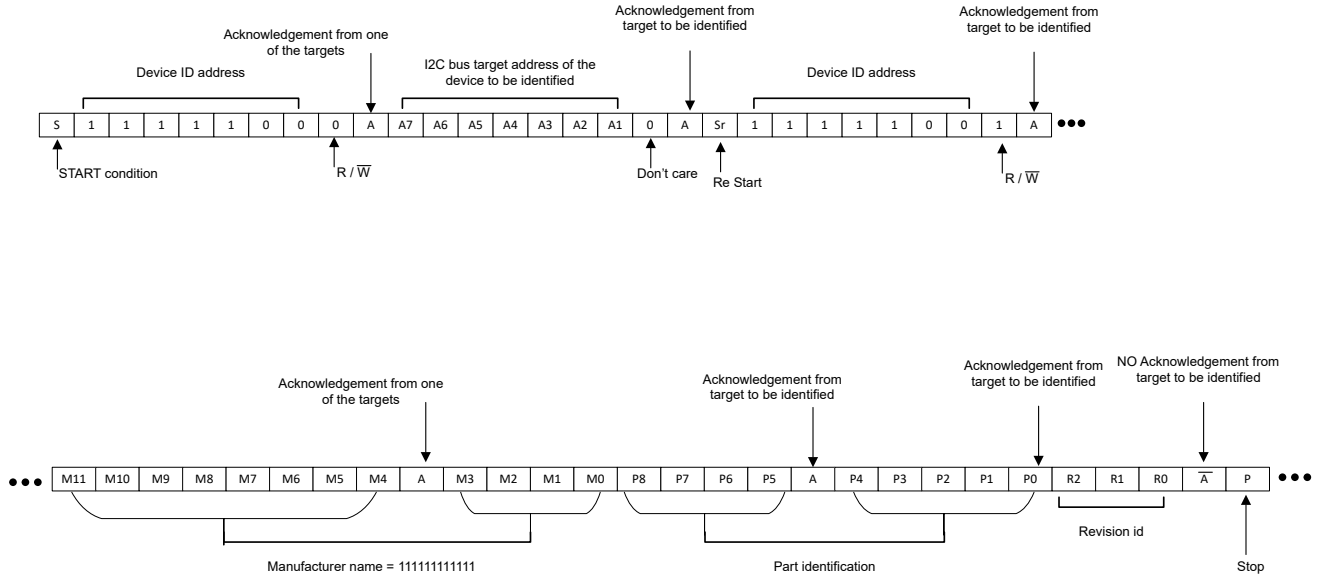 Acknowledgement from one
of the targets
Acknowledgement from
target to be identified
Acknowledgement from
target to be identified
Device ID address
I2C bus target address of the
device to be identified
Device ID address
S 1 1 1 1 1 0 0 0 A A7 A6 A5 A4 A3 A2 A1 0 A Sr 1 1 1 1 1 0 0 1 A
START condition
R / W̅
Don't care
Re Start
R / W̅
Acknowledgement from one
of the targets
Acknowledgement from
target to be identified
Acknowledgement from
target to be identified
NO Acknowledgement from
target to be identified
M11 M10 M9 M8 M7 M6 M5 M4 A M3 M2 M1 M0 P8 P7 P6 P5 A P4 P3 P2 P1 P0 R2 R1 R0 A̅ P
Revision id
Manufacturer name = 111111111111
Part identification
Stop